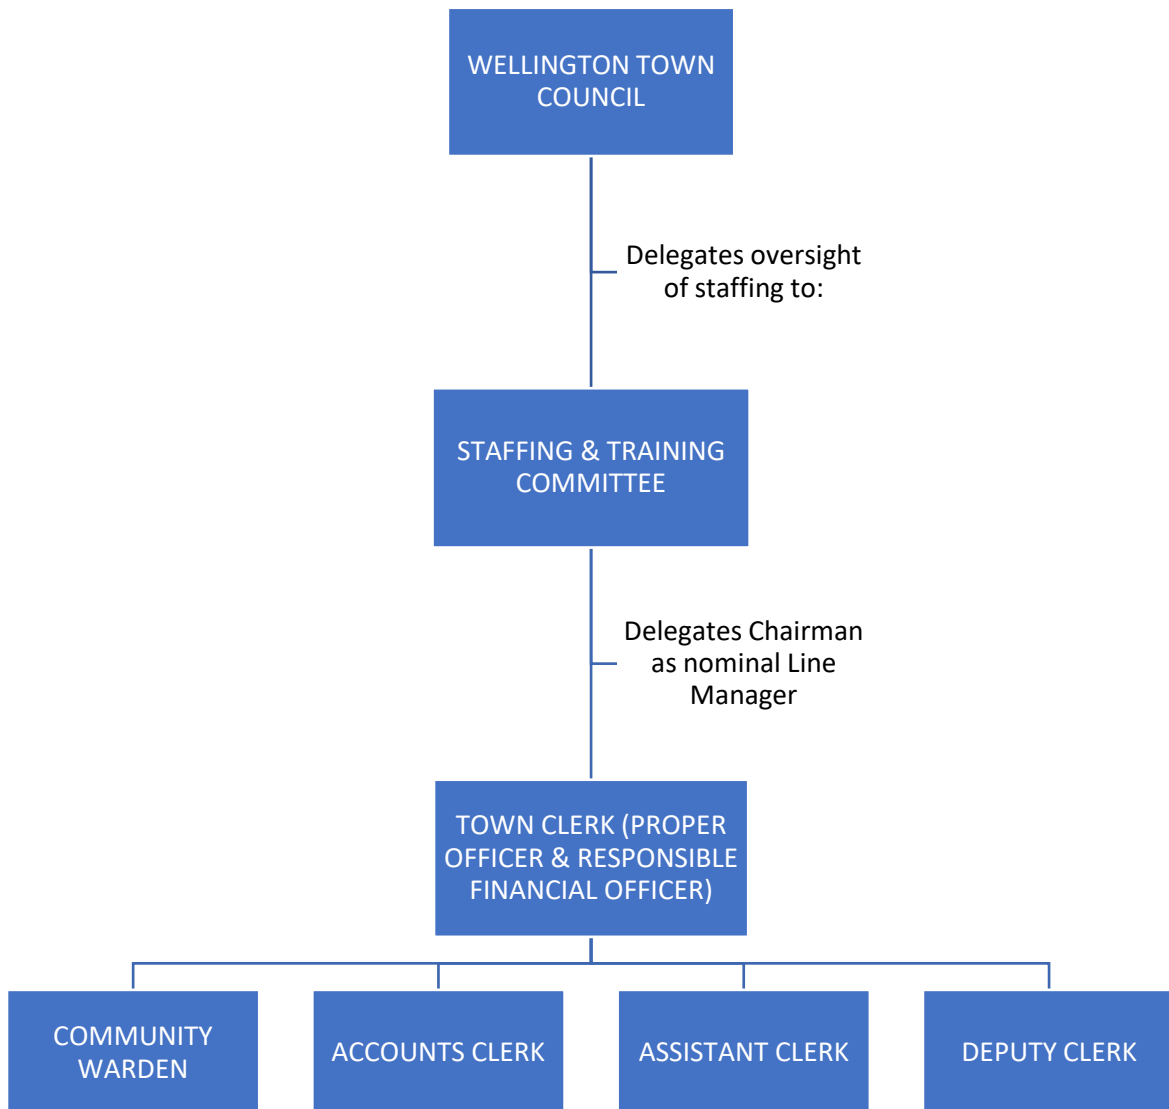 WELLINGTON TOWN
COUNCIL
Delegates oversight
of staffing to:
STAFFING & TRAINING
COMMITTEE
Delegates Chairman
as nominal Line
Manager
TOWN CLERK (PROPER
OFFICER & RESPONSIBLE
FINANCIAL OFFICER)
COMMUNITY
WARDEN
ACCOUNTS CLERK
ASSISTANT CLERK
DEPUTY CLERK